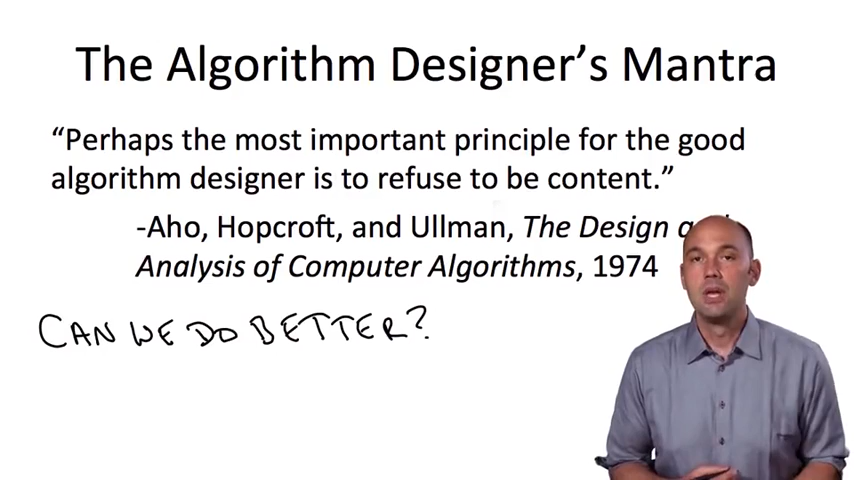 The Algorithm Designer’s Mantra
“Perhaps the most important principle for the good
algorithm designer is to refuse to be content.”
-Aho, Hopcroft, and Ullman, The Design
Analysis of Computer Algorithms, 1974
CAN WE DO BETTER?